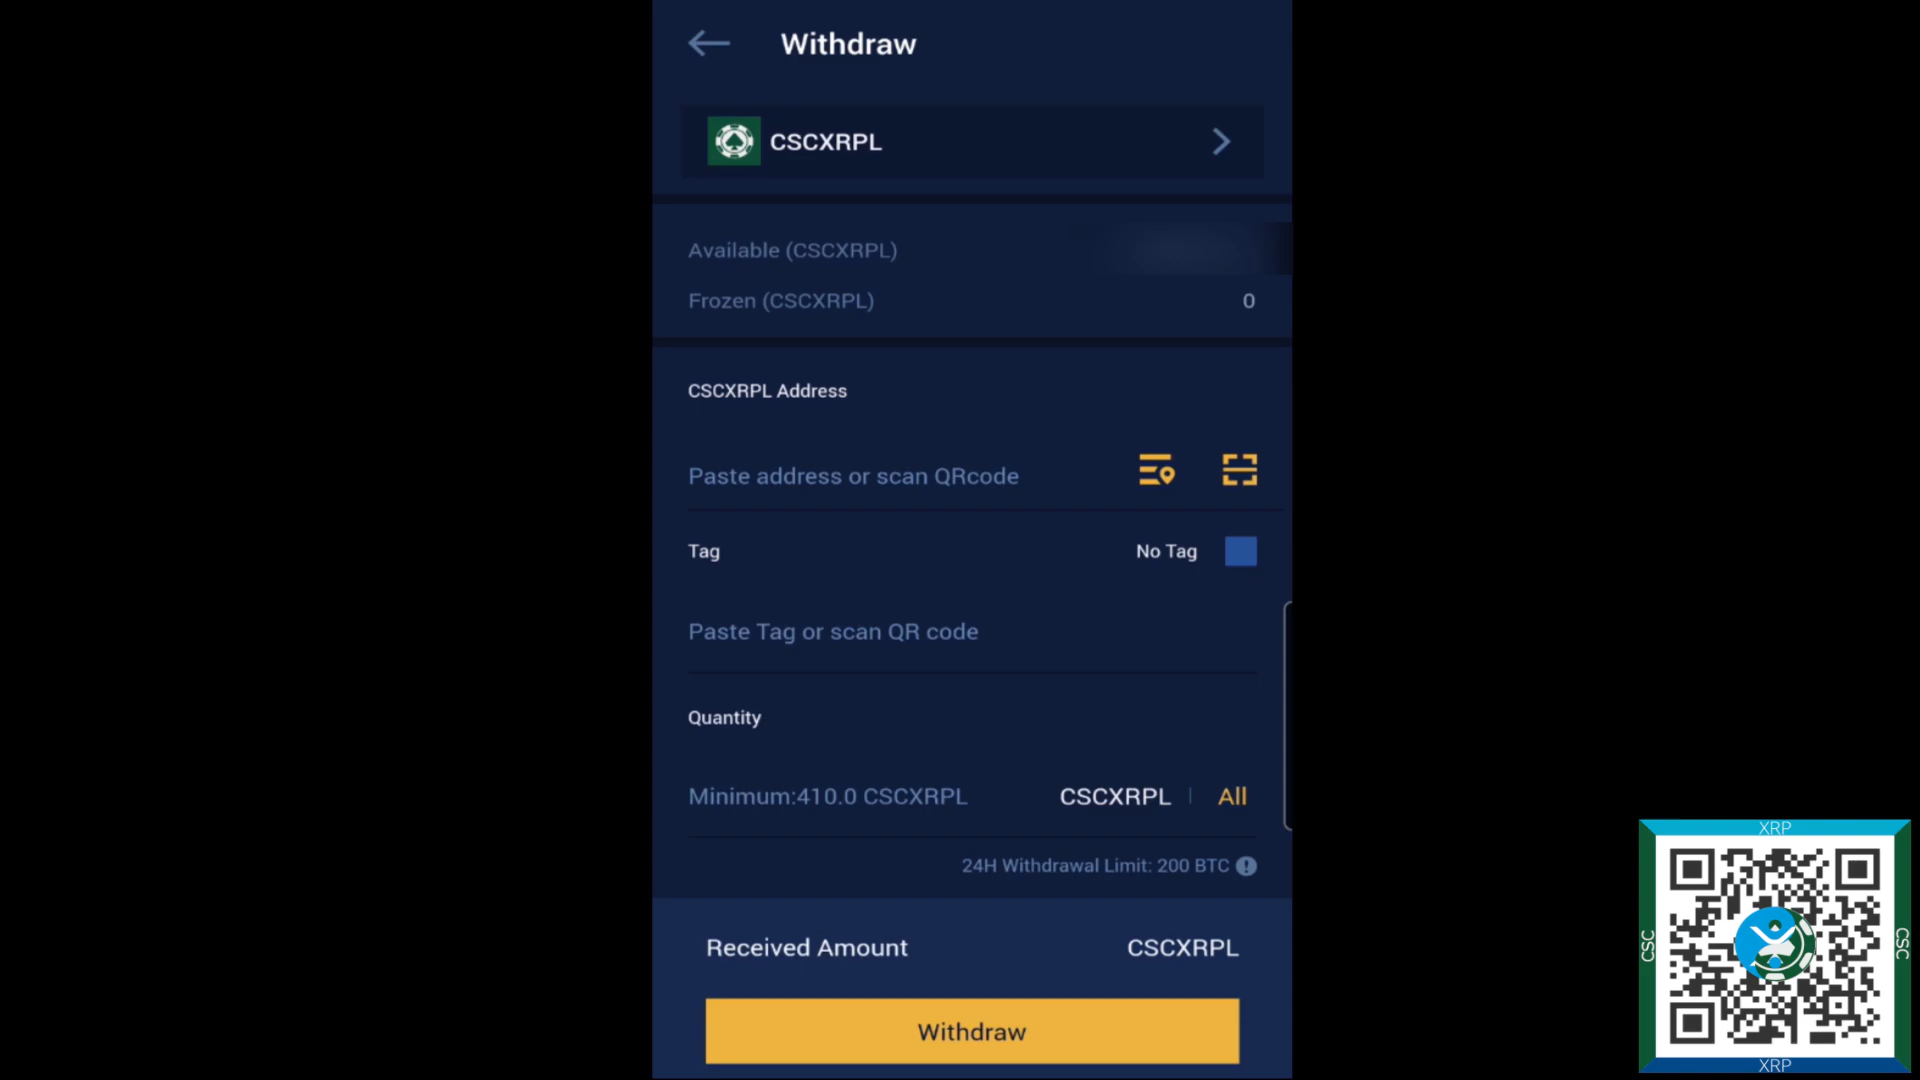 Withdraw
CSCXRPL
Available (CSCXRPL)
Frozen (CSCXRPL) 0
CSCXRPL Address
Paste address or scan QRcode
Tag No Tag
Paste Tag or scan QR code
Quantity
Minimum:410.0 CSCXRPL CSCXRPL All
24H Withdrawal Limit: 200 BTC
Received Amount CSCXRPL
Withdraw
XRP
CSC
CSC
XRP